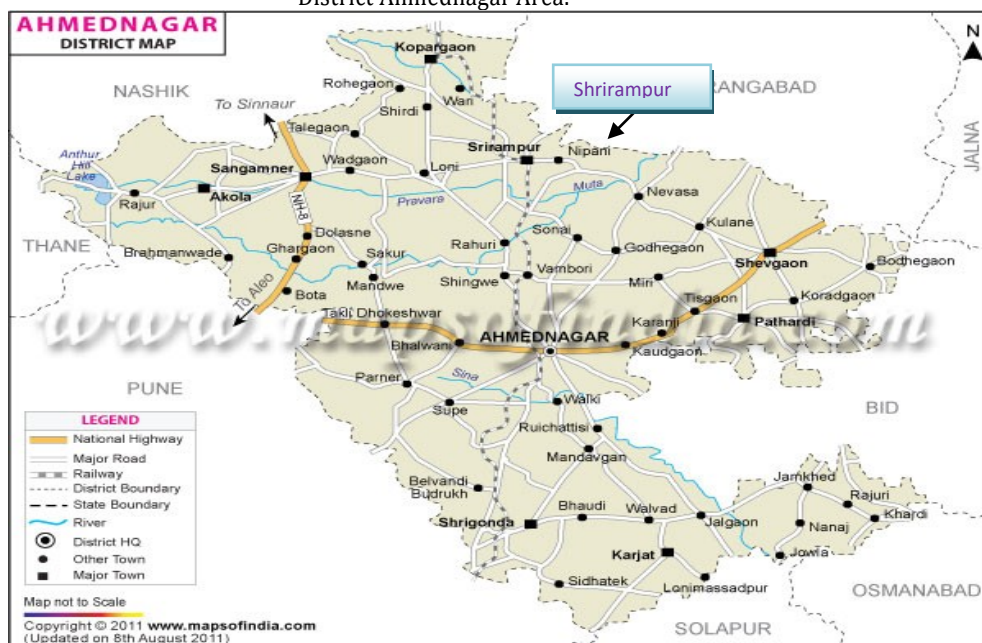 District Ahmednagar Area.
AHMEDNAGAR
DISTRICT MAP
N
Kopargaon
NASHIK
Rohegaon
Wari
Shrirampur
RANGABAD
To Sinnaur
Shirdi
JALNA
Talegaon
Srirampur
Nipani
Anthur
Hill
Lake
Sangamner
Wadgaon
Loni
Akola
Rajur
Pravara
Muta
Nevasa
NH-8
Kulane
THANE
Dolasne
Sonai
Rahuri
Godhegaon
Brahmanwade
Ghargaon
Sakur
Shevgaon
Bodhegaon
Mandwe
Shingwe
Vambori
Miri
To Aleo
Bota
Tisgaon
Koradgaon
www.mapsofindia.com
Takli Dhokeshwar
AHMEDNAGAR
Karanji
Pathardi
Bhalwani
Kaudgaon
PUNE
Parner
Sina
Supe
Walki
BID
LEGEND
National Highway
Major Road
Railway
District Boundary
State Boundary
River
District HQ
Other Town
Major Town
Ruichattisi
Mandavgan
Belvandi
Budrukh
Jamkhed
Rajuri
Khardi
Bhaudi
Walvad
Jalgaon
Nanaj
Shrigonda
Karjat
Jowla
Sidhatek
Lonimassadpur
OSMANABAD
SOLAPUR
Map not to Scale
Copyright © 2011 www.mapsofindia.com
(Updated on 8th August 2011)